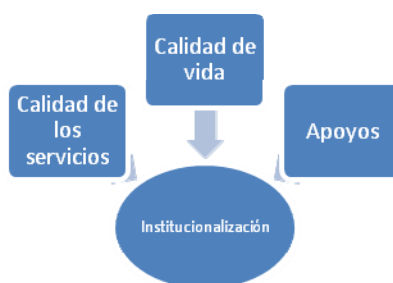 Calidad de
vida
Calidad de
los
servicios
Apoyos
Institucionalización